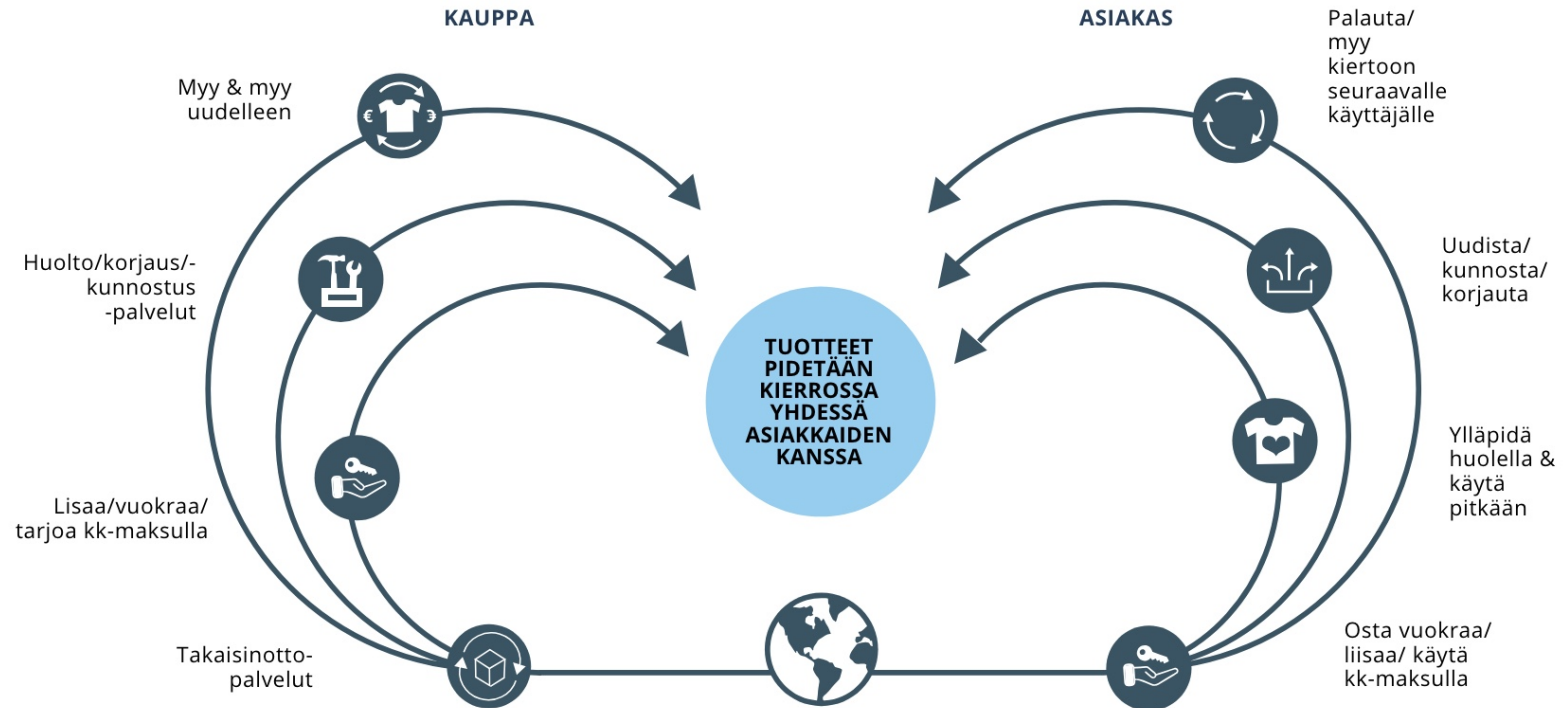 KAUPPA
ASIAKAS
Myy & myy
uudelleen
€
€
Palauta/
myy
kiertoon
seuraavalle
käyttäjälle
Huolto/korjaus/-
kunnostus
-palvelut
Uudista/
kunnosta/
korjauta
TUOTTEET
PIDETÄÄN
KIERROSSA
YHDESSÄ
ASIAKKAIDEN
KANSSA
Lisaa/vuokraa/
tarjoa kk-maksulla
Ylläpidä
huolella &
käytä
pitkään
Takaisinotto-
palvelut
Osta vuokraa/
liisaa/ käytä
kk-maksulla